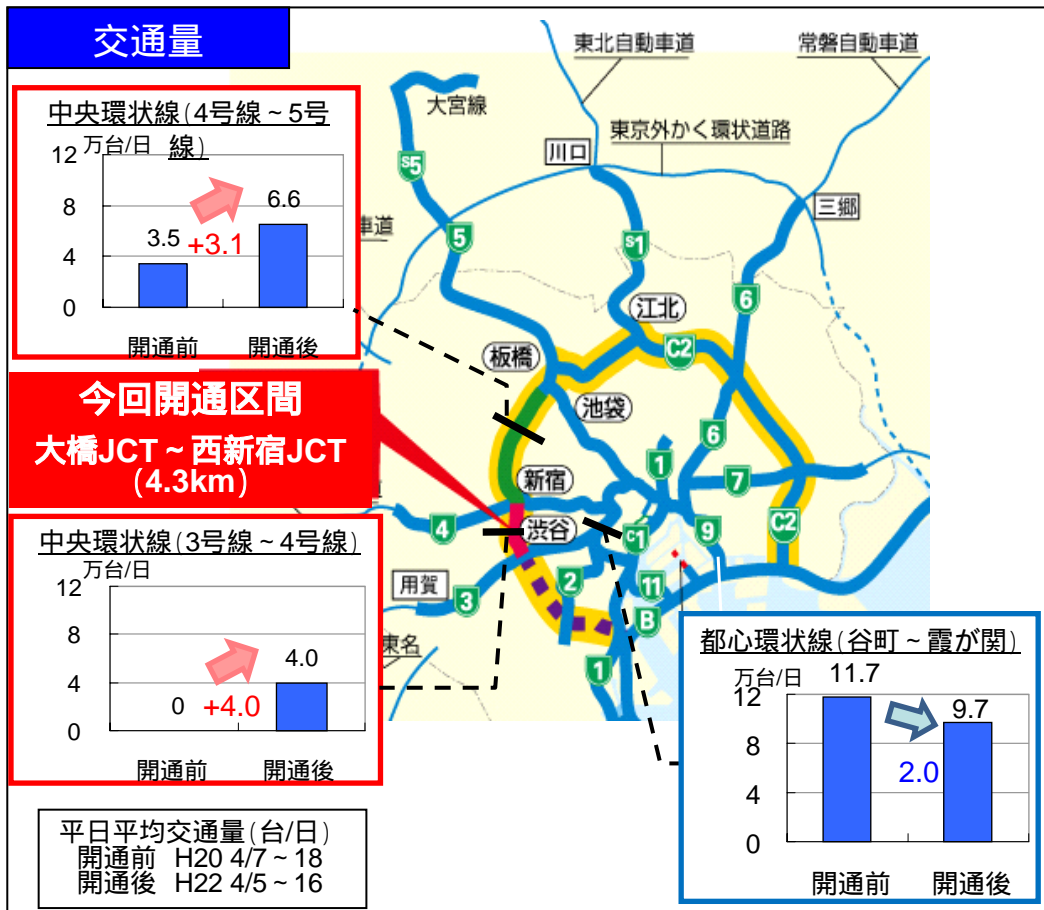 交通量
東北自動車道
常磐自動車道
大宮線
東京外かく環状道路
川口
三郷
車道
S5
5
S1
6
江北
C2
板橋
池袋
6
1
7
新宿
4
渋谷
C1
9
C2
用賀
3
2
11
B
東名
1
中央環状線(4号線~5号
線)
万台/日
12
8
4
0
3.5
+3.1
6.6
開通前
開通後
今回開通区間
大橋JCT~西新宿JCT
(4.3km)
中央環状線(3号線~4号線)
万台/日
12
8
4
0
0
+4.0
4.0
開通前
開通後
都心環状線(谷町~霞が関)
万台/日
12
8
4
0
11.7
2.0
9.7
開通前
開通後
平日平均交通量(台/日)
開通前 H20 4/7~18
開通後 H22 4/5~16